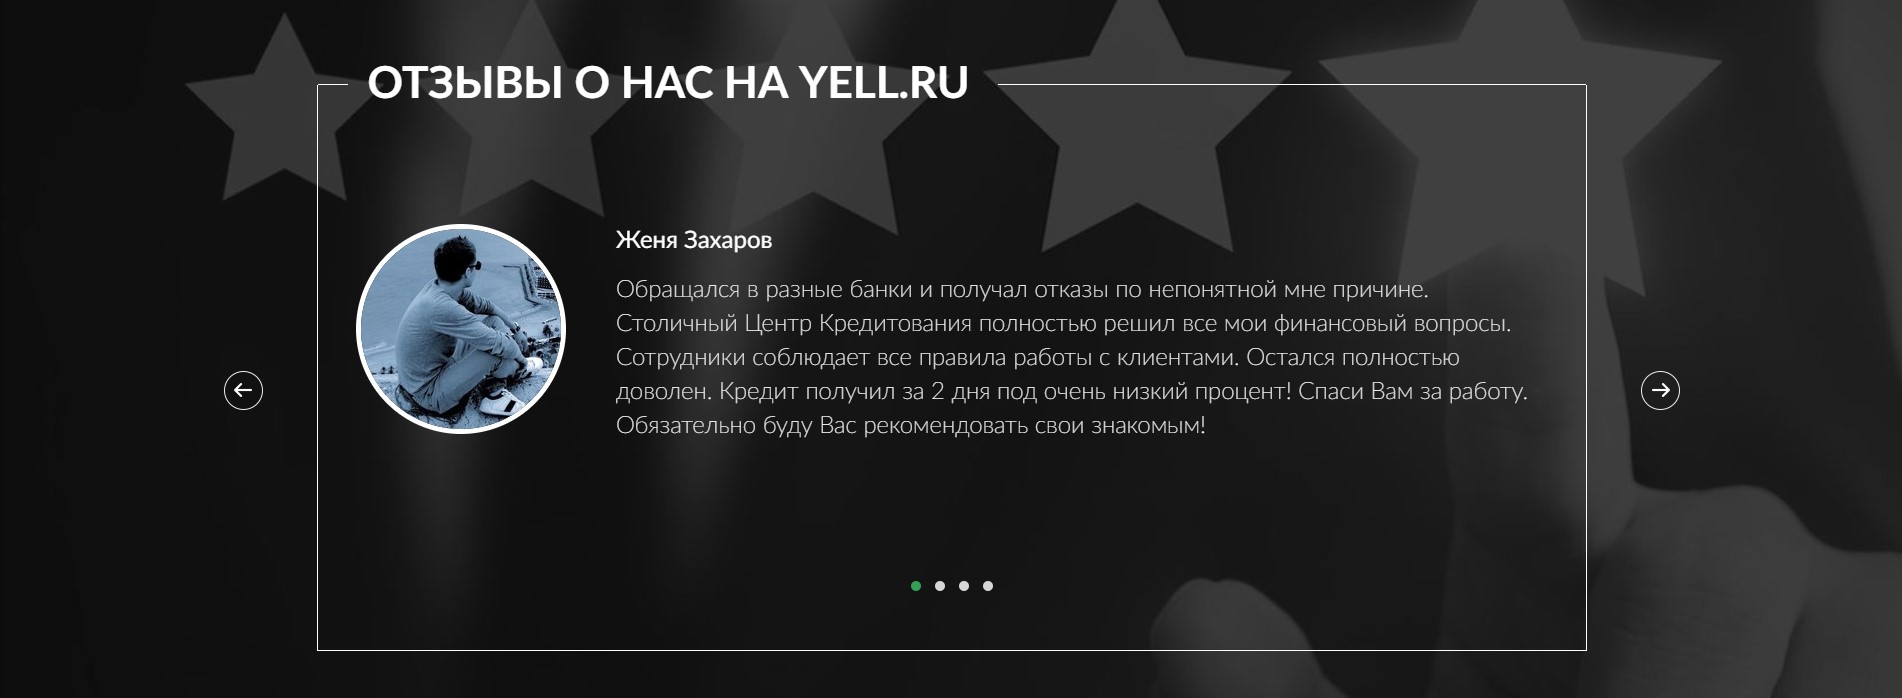 ОТЗЫВЫ О НАС НА YELL.RU
Женя Захаров
Обращался в разные банки и получал отказы по непонятной мне причине.
Столичный Центр Кредитования полностью решил все мои финансовый вопросы.
Сотрудники соблюдает все правила работы с клиентами. Остался полностью
доволен. Кредит получил за 2 дня под очень низкий процент! Спаси Вам за работу.
Обязательно буду Вас рекомендовать свои знакомым!